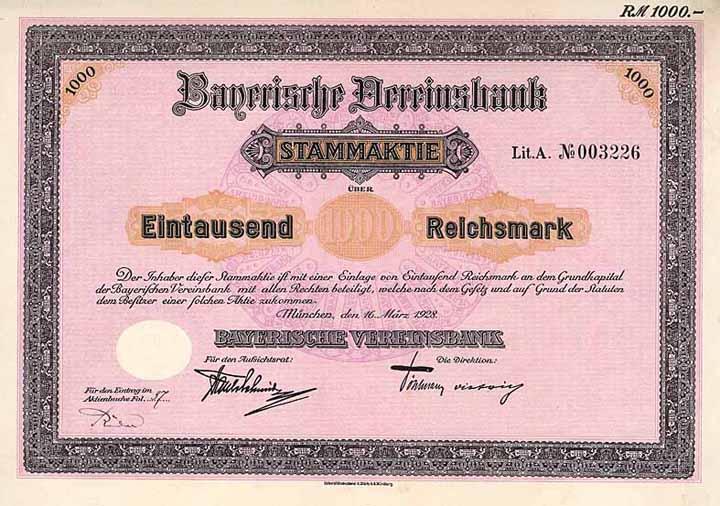 RM 1000.-
1000
1000
Bayerische Vereinsbank
STAMMAKTIE
Lit. A. № 003226
ÜBER
Eintausend 1000 Reichsmark
Der Inhaber dieser Stammaktie ist mit einer Einlage von Eintausend Reichsmark an dem Grundkapital
der Bayerischen Vereinsbank mit allen Rechten beteiligt, welche nach dem Gesetz und auf Grund der Statuten
dem Besitzer einer solchen Aktie zukommen.
München, den 16. März 1928.
BAYERISCHE VEREINSBANK
Für den Aufsichtsrat:
Die Direktion:
Für den Eintrag im
Aktienbuche Fol.